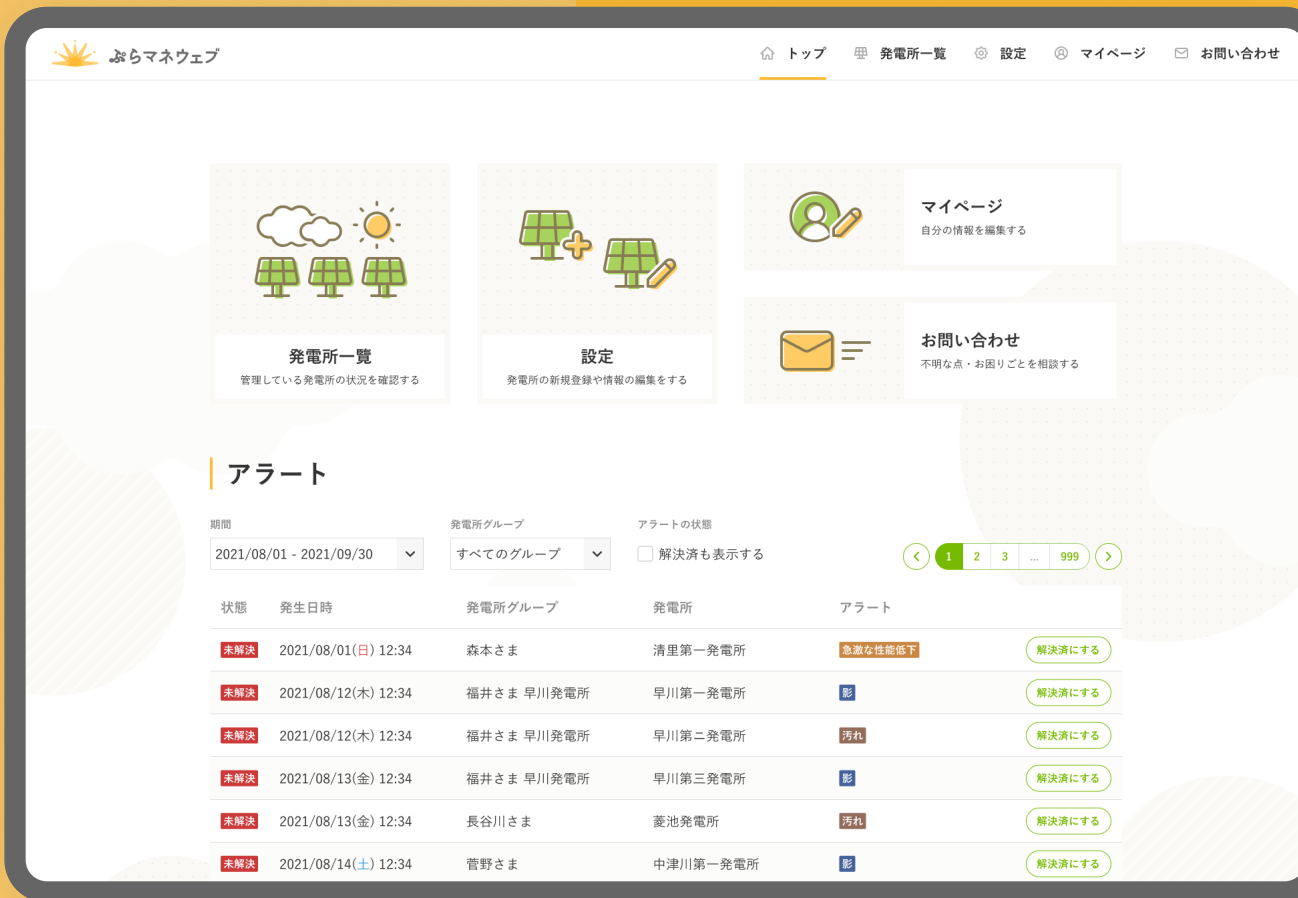 ぷらマネウェブ
トップ 発電所一覧 設定 マイページ お問い合わせ
発電所一覧
管理している発電所の状況を確認する
設定
発電所の新規登録や情報の編集をする
マイページ
自分の情報を編集する
お問い合わせ
不明な点・お困りごとを相談する
アラート
期間 発電所グループ アラートの状態
2021/08/01 - 2021/09/30 すべてのグループ 解決済も表示する 1 2 3 ... 999
状態 発生日時 発電所グループ 発電所 アラート
未解決 2021/08/01(日) 12:34 森本さま 清里第一発電所 急激な性能低下 解決済にする
未解決 2021/08/12(木) 12:34 福井さま 早川発電所 早川第一発電所 影 解決済にする
未解決 2021/08/12(木) 12:34 福井さま 早川発電所 早川第二発電所 汚れ 解決済にする
未解決 2021/08/13(金) 12:34 福井さま 早川発電所 早川第三発電所 影 解決済にする
未解決 2021/08/13(金) 12:34 長谷川さま 菱池発電所 汚れ 解決済にする
未解決 2021/08/14(土) 12:34 菅野さま 中津川第一発電所 影 解決済にする